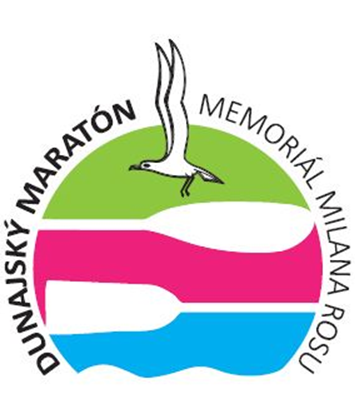 DUNAJSKÝ MARATÓN
MEMORIÁL MILANA ROSU